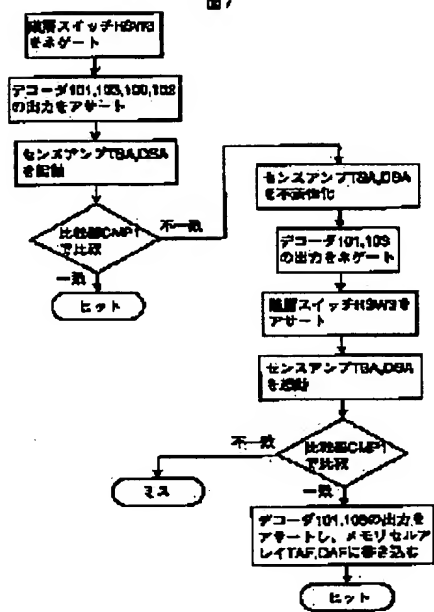 図7
階層スイッチHSW3
をネゲート
デコーダ101,103,100,102
の出力をアサート
センスアンプTSA,DSA
を起動
比較器CMP1
で比較
不一致
一致
ヒット
センスアンプTSA,DSA
を不活性化
デコーダ101,103
の出力をネゲート
階層スイッチHSW3を
アサート
センスアンプTSA,DSA
を起動
比較器CMP1
で比較
不一致
ミス
一致
デコーダ101,103の出力を
アサートし、メモリセルア
レイTAF,DAFに書き込む
ヒット